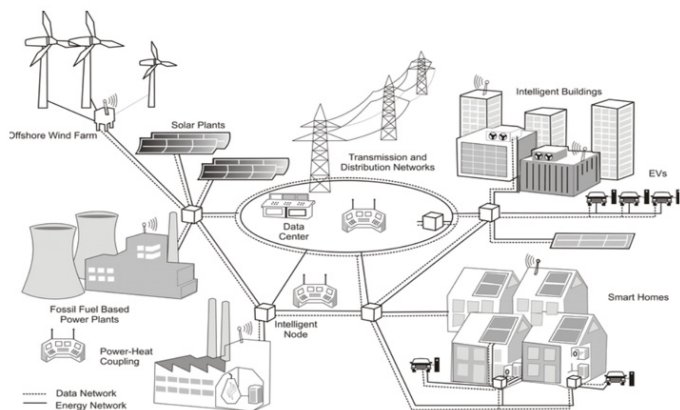 Offshore Wind Farm
Solar Plants
Transmission and
Distribution Networks
Intelligent Buildings
EVs
Data
Center
Fossil Fuel Based
Power Plants
Intelligent
Node
Smart Homes
Power-Heat
Coupling
Data Network
Energy Network